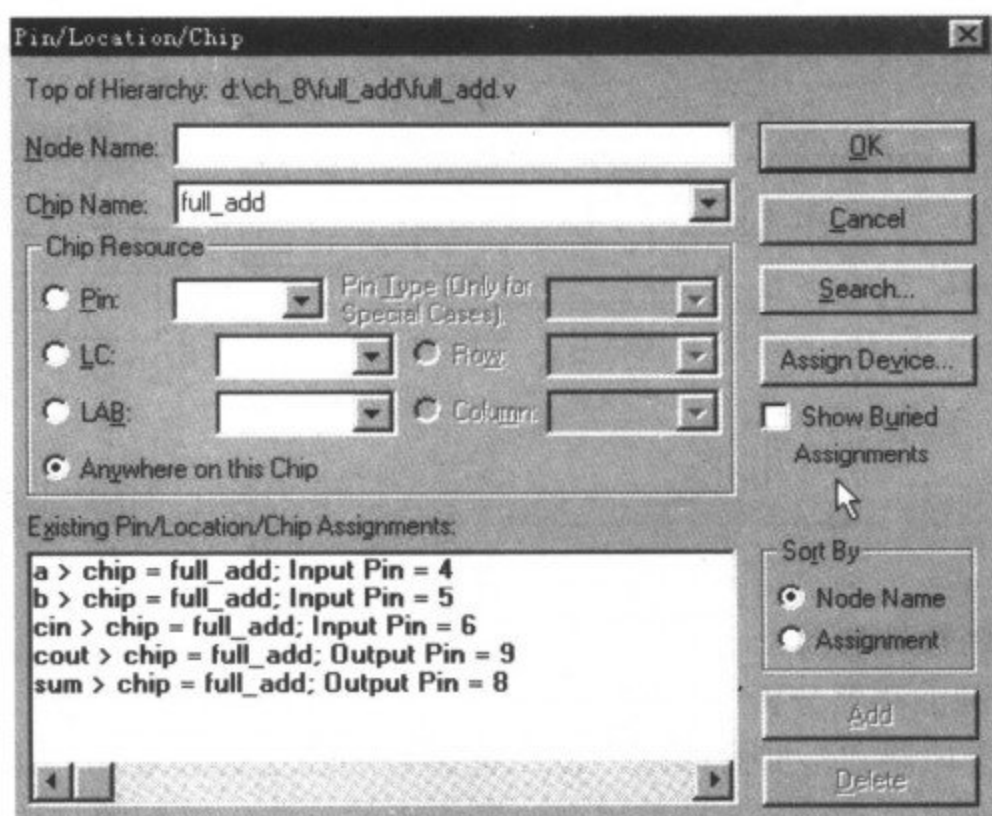 Pin/Location/Chip
Top of Hierarchy: d:\ch_8\full_add\full_add.v
Node Name:
OK
Chip Name: full_add
Cancel
Chip Resource
Pin:
Pin Type (Only for
Special Cases):
Search...
LC:
Row:
Assign Device...
LAB:
Column:
Show Buried
Assignments
Anywhere on this Chip
Existing Pin/Location/Chip Assignments:
a > chip = full_add; Input Pin = 4
b > chip = full_add; Input Pin = 5
cin > chip = full_add; Input Pin = 6
cout > chip = full_add; Output Pin = 9
sum > chip = full_add; Output Pin = 8
Sort By
Node Name
Assignment
Add
Delete